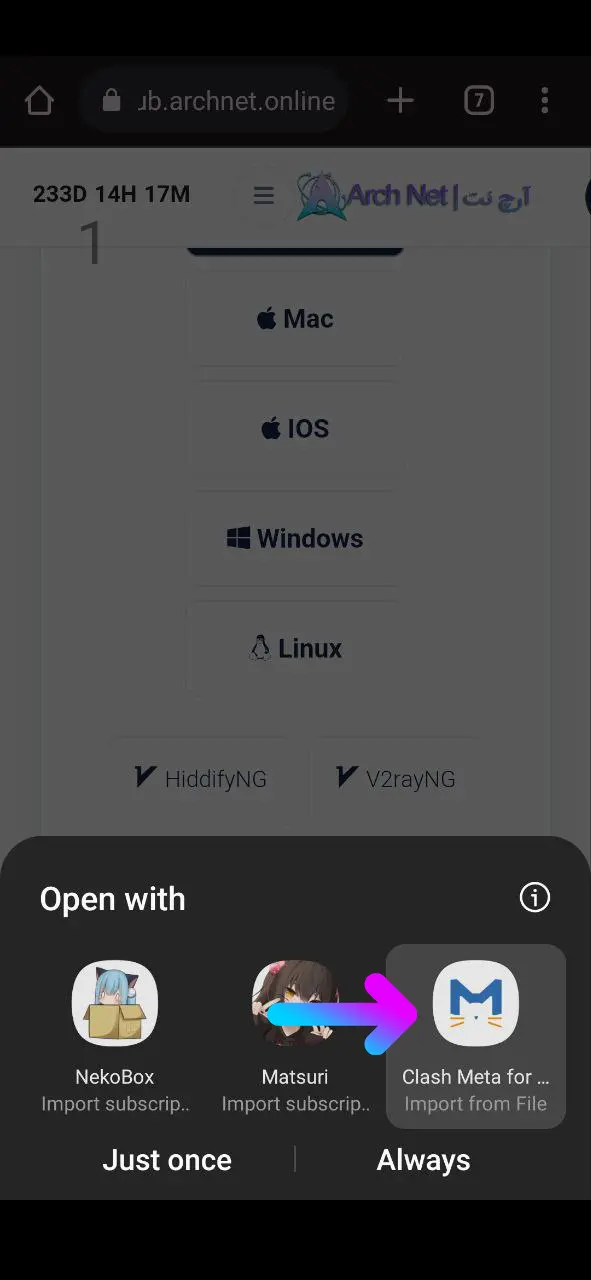 ub.archnet.online
7
233D 14H 17M
Arch Net | آرچ نت
1
Mac
IOS
Windows
Linux
HiddifyNG
V2rayNG
Open with
NekoBox
Matsuri
Clash Meta for ...
Import subscrip..
Import subscrip..
Import from File
Just once
Always